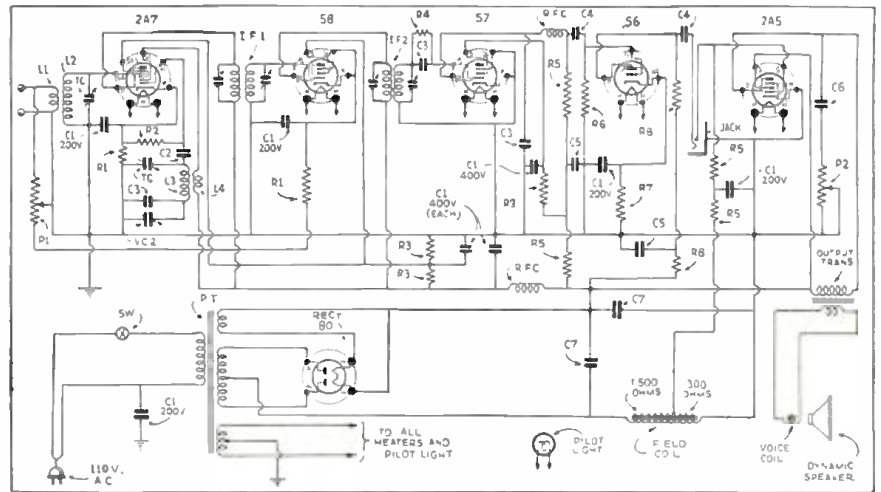 2A7
58
57
56
2A5
L1
L2
TC
C1
200V
R2
R1
C2
TC
C3
L3
L4
VC2
P1
IF1
C1
200V
R1
IF2
R4
C3
RFC
C4
R5
C3
C1
400V
R3
C5
R6
C1
200V
R7
C5
C4
R8
JACK
R5
C1
200V
R5
C6
P2
C1
400V
(EACH)
R3
R3
R5
RFC
R8
OUTPUT
TRANS
SW
PT
RECT
80
C7
C7
C1
200V
110V.
A C
TO ALL
HEATERS AND
PILOT LIGHT
PILOT
LIGHT
1500
OHMS
300
OHMS
FIELD
COIL
VOICE
COIL
DYNAMIC
SPEAKER